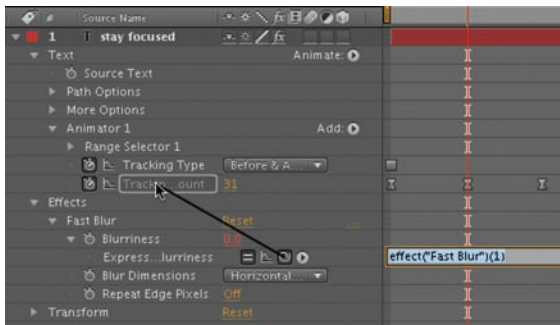 # Source Name
1 T stay focused
Text Animate:
Source Text
Path Options
More Options
Animator 1 Add:
Range Selector 1
Tracking Type Before & A...
Trackin...ount 31
Effects
Fast Blur Reset
Blurriness 0.0
Express...lurriness effect("Fast Blur")(1)
Blur Dimensions Horizontal...
Repeat Edge Pixels Off
Transform Reset